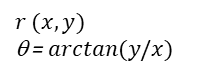 r (x,y)
θ=arctan(y/x)